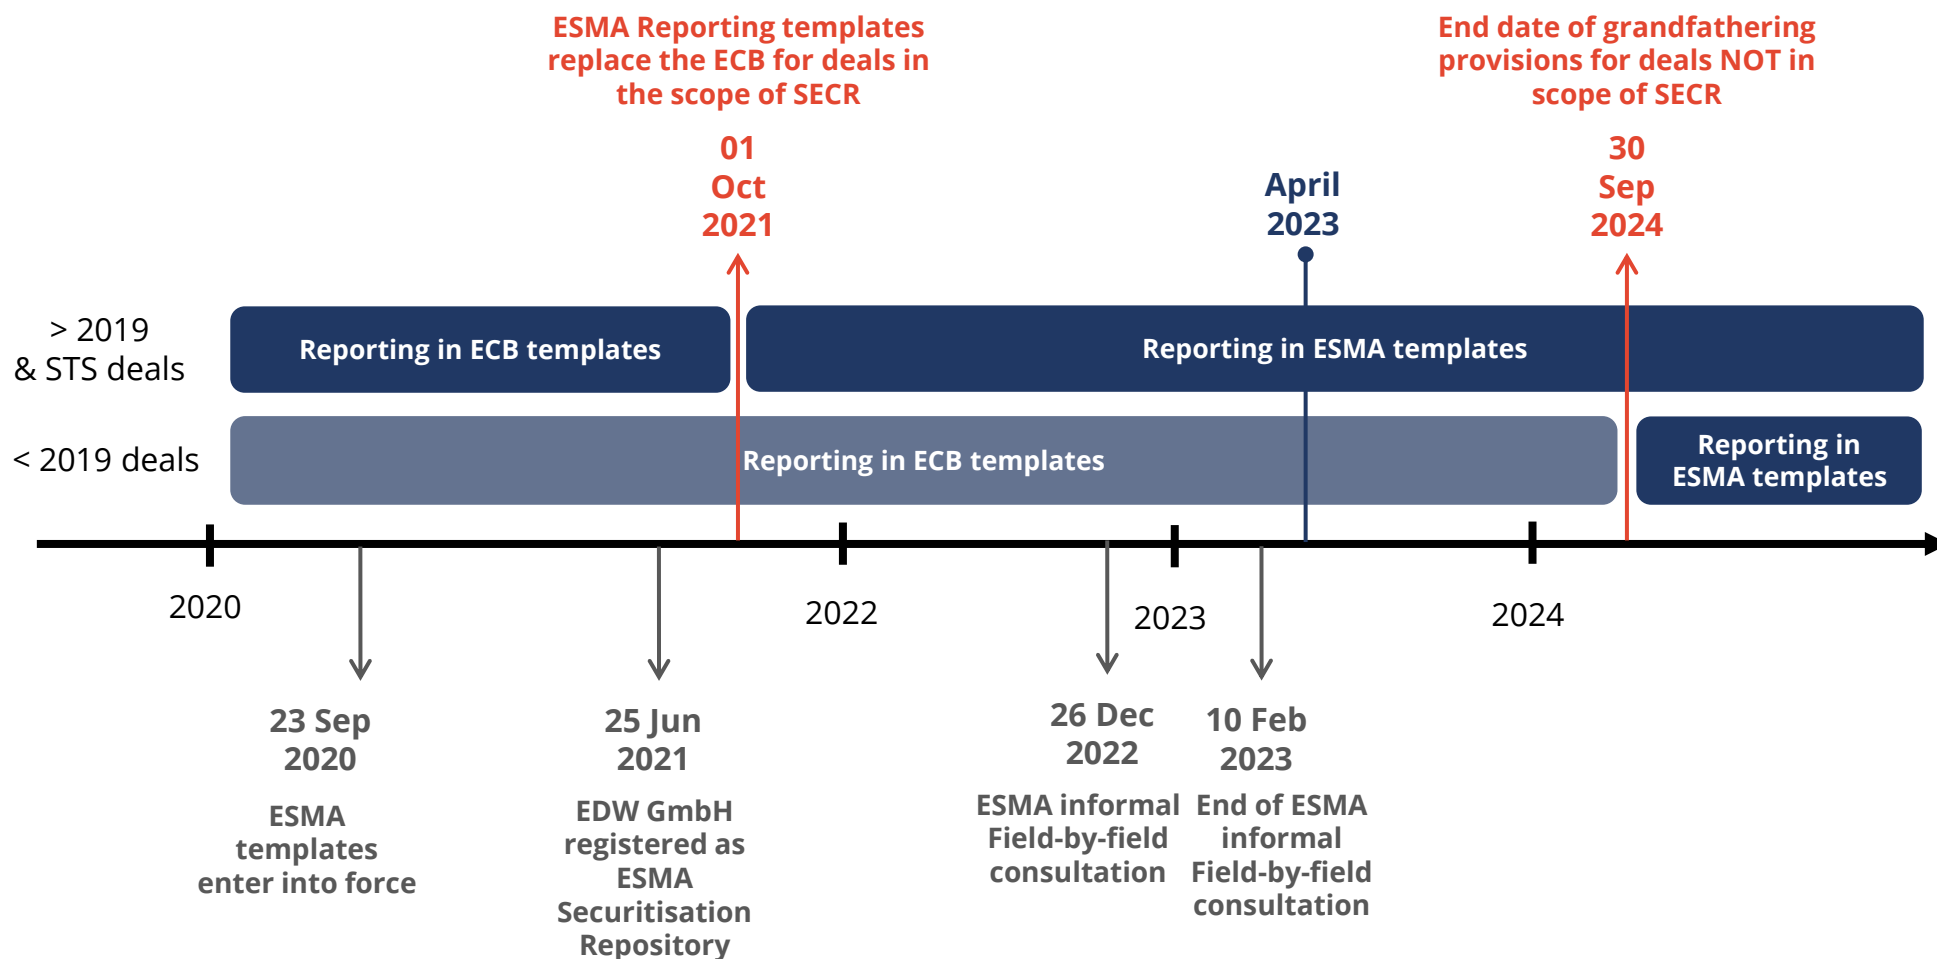 ESMA Reporting templates
replace the ECB for deals in
the scope of SECR
End date of grandfathering
provisions for deals NOT in
scope of SECR
01
Oct
2021
April
2023
30
Sep
2024
> 2019
& STS deals
Reporting in ECB templates
Reporting in ESMA templates
< 2019 deals
Reporting in ECB templates
Reporting in
ESMA templates
2020
2022
2023
2024
23 Sep
2020
ESMA
templates
enter into force
25 Jun
2021
EDW GmbH
registered as
ESMA
Securitisation
Repository
26 Dec
2022
ESMA informal
Field-by-field
consultation
10 Feb
2023
End of ESMA
informal
Field-by-field
consultation